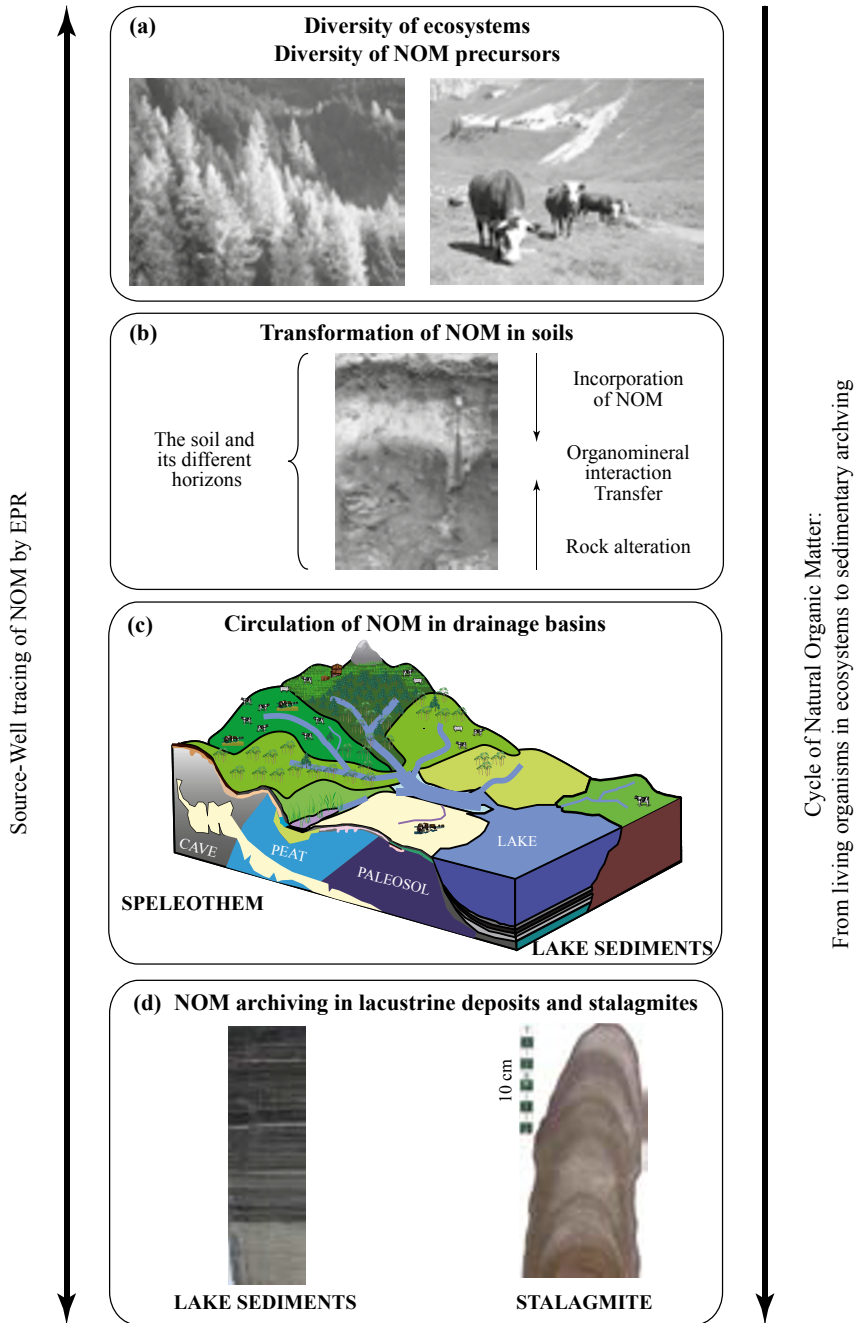 (a) Diversity of ecosystems
Diversity of NOM precursors
(b) Transformation of NOM in soils
The soil and
its different
horizons
Incorporation
of NOM
Organomineral
interaction
Transfer
Rock alteration
(c) Circulation of NOM in drainage basins
CAVE
PEAT
PALEOSOL
LAKE
SPELEOTHEM
LAKE SEDIMENTS
(d) NOM archiving in lacustrine deposits and stalagmites
10 cm
LAKE SEDIMENTS
STALAGMITE
Source-Well tracing of NOM by EPR
Cycle of Natural Organic Matter:
From living organisms in ecosystems to sedimentary archving